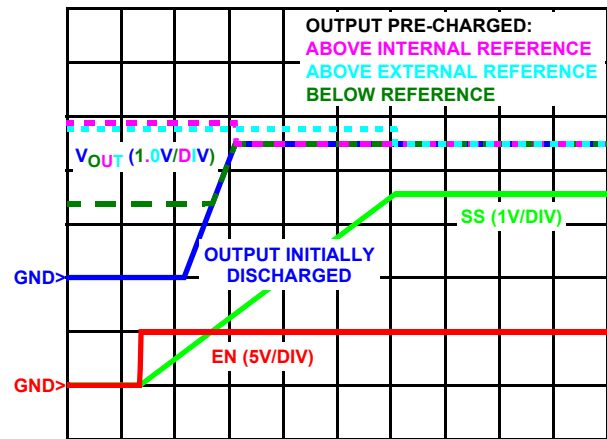 OUTPUT PRE-CHARGED:
ABOVE INTERNAL REFERENCE
ABOVE EXTERNAL REFERENCE
BELOW REFERENCE
VOUT (1.0V/DIV)
SS (1V/DIV)
OUTPUT INITIALLY
DISCHARGED
GND>
EN (5V/DIV)
GND>